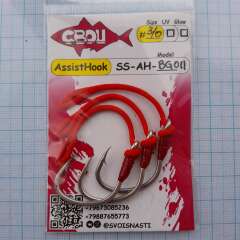 СВОИ
Size UV Glow
#3/0
Model
AssistHook SS-AH-BG011
+79673085236
+79887655773
@SVOISNASTI